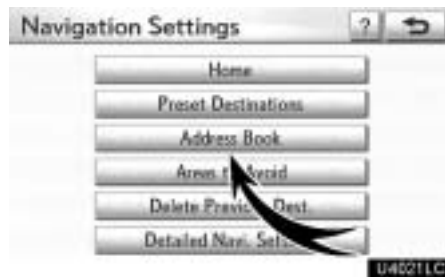 Navigation Settings ?
Home
Preset Destinations
Address Book
Areas to Avoid
Delete Previous Dest.
Detailed Navi. Settings
U4021LC